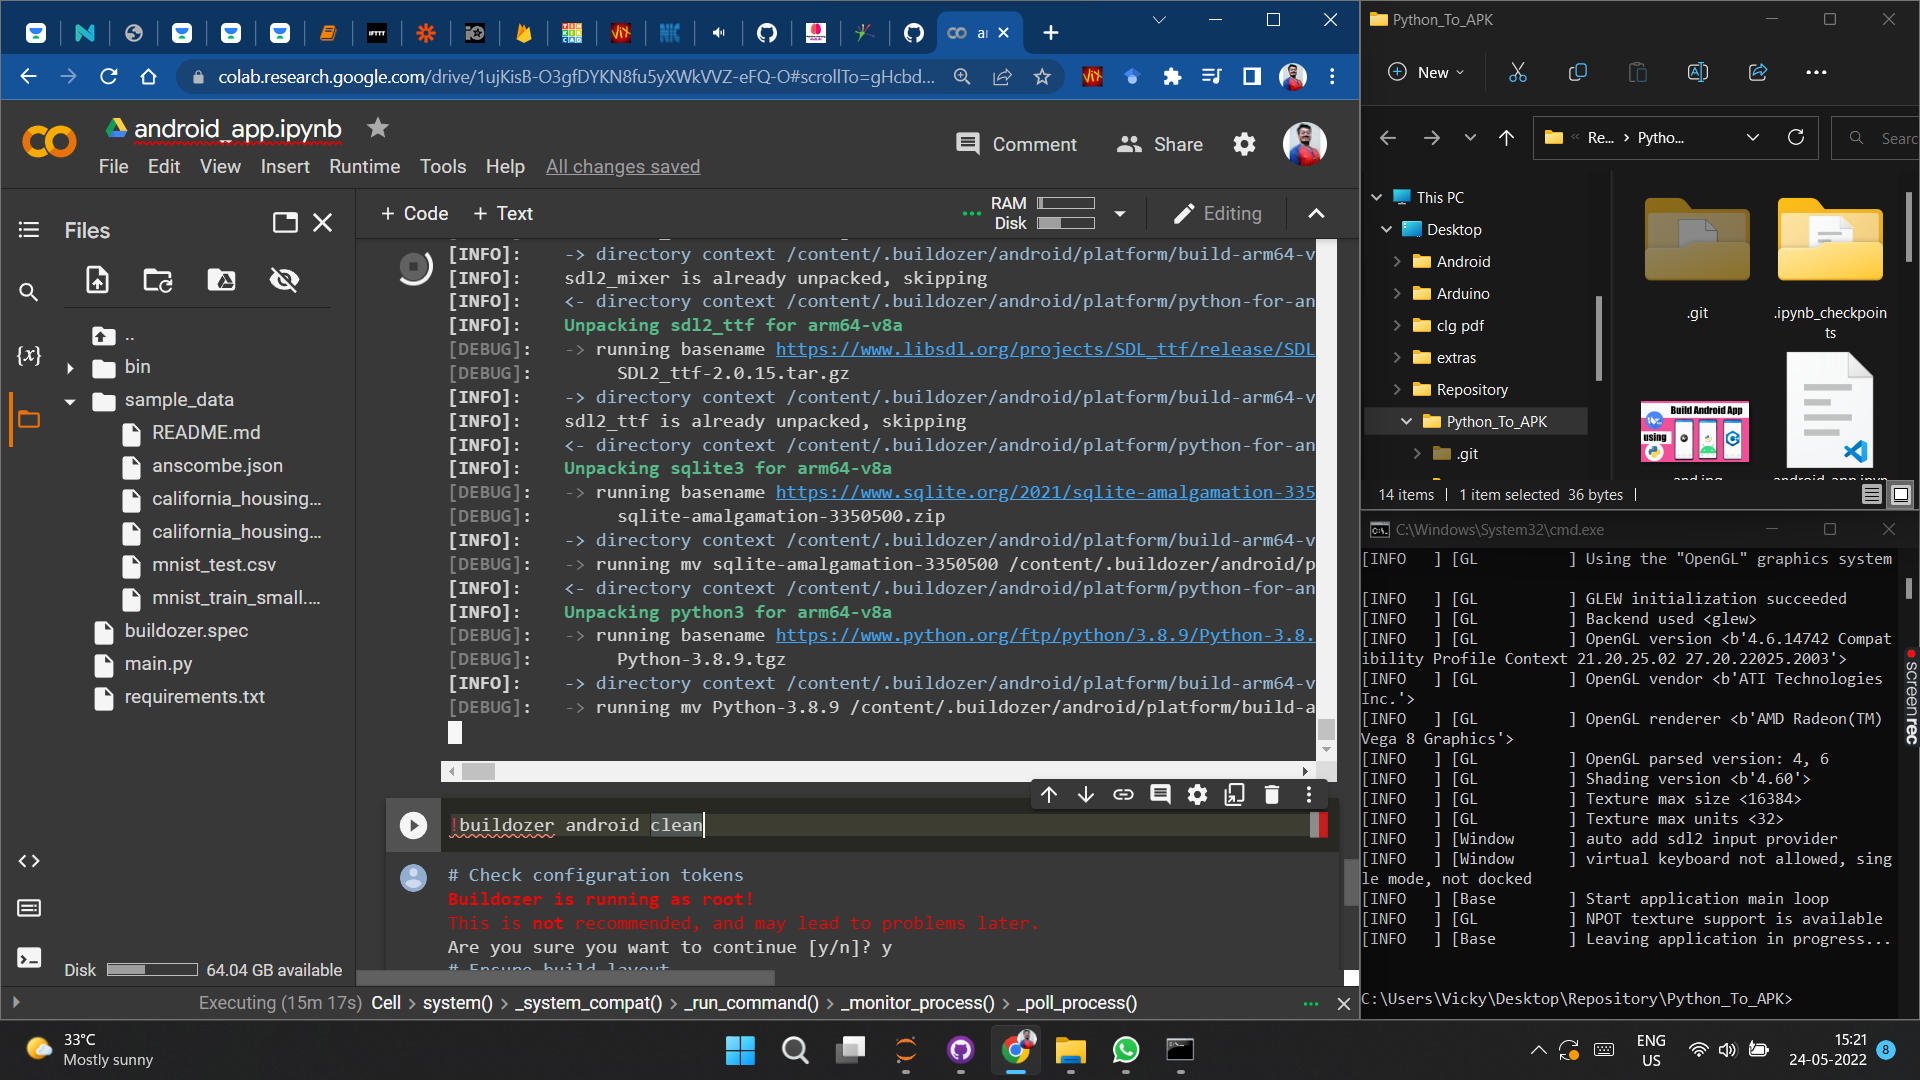 colab.research.google.com/drive/1ujKisB-O3gfDYKN8fu5yXWkVVZ-eFQ-O#scrollTo=gHcbd...
android_app.ipynb
Comment
Share
File Edit View Insert Runtime Tools Help All changes saved
Files
+ Code + Text
RAM
Disk
Editing
..
bin
sample_data
README.md
anscombe.json
california_housing...
california_housing...
mnist_test.csv
mnist_train_small....
buildozer.spec
main.py
requirements.txt
Disk 64.04 GB available
[INFO]: -> directory context /content/.buildozer/android/platform/build-arm64-v
[INFO]: sdl2_mixer is already unpacked, skipping
[INFO]: <- directory context /content/.buildozer/android/platform/python-for-an
[INFO]: Unpacking sdl2_ttf for arm64-v8a
[DEBUG]: -> running basename https://www.libsdl.org/projects/SDL_ttf/release/SDL
[DEBUG]: SDL2_ttf-2.0.15.tar.gz
[INFO]: -> directory context /content/.buildozer/android/platform/build-arm64-v
[INFO]: sdl2_ttf is already unpacked, skipping
[INFO]: <- directory context /content/.buildozer/android/platform/python-for-an
[INFO]: Unpacking sqlite3 for arm64-v8a
[DEBUG]: -> running basename https://www.sqlite.org/2021/sqlite-amalgamation-335
[DEBUG]: sqlite-amalgamation-3350500.zip
[INFO]: -> directory context /content/.buildozer/android/platform/build-arm64-v
[DEBUG]: -> running mv sqlite-amalgamation-3350500 /content/.buildozer/android/p
[INFO]: <- directory context /content/.buildozer/android/platform/python-for-an
[INFO]: Unpacking python3 for arm64-v8a
[DEBUG]: -> running basename https://www.python.org/ftp/python/3.8.9/Python-3.8.
[DEBUG]: Python-3.8.9.tgz
[INFO]: -> directory context /content/.buildozer/android/platform/build-arm64-v
[DEBUG]: -> running mv Python-3.8.9 /content/.buildozer/android/platform/build-a
!buildozer android clean
# Check configuration tokens
Buildozer is running as root!
This is not recommended, and may lead to problems later.
Are you sure you want to continue [y/n]? y
# Ensure build layout
Executing (15m 17s) Cell > system() > _system_compat() > _run_command() > _monitor_process() > _poll_process()
Python_To_APK
New
Re... > Pytho...
Searc
This PC
Desktop
Android
Arduino
clg pdf
extras
Repository
Python_To_APK
.git
.git
.ipynb_checkpoin
ts
Build Android App
using
14 items | 1 item selected 36 bytes |
C:\Windows\System32\cmd.exe
[INFO ] [GL ] Using the "OpenGL" graphics system
[INFO ] [GL ] GLEW initialization succeeded
[INFO ] [GL ] Backend used <glew>
[INFO ] [GL ] OpenGL version <b'4.6.14742 Compat
ibility Profile Context 21.20.25.02 27.20.22025.2003'>
[INFO ] [GL ] OpenGL vendor <b'ATI Technologies
Inc.'>
[INFO ] [GL ] OpenGL renderer <b'AMD Radeon(TM)
Vega 8 Graphics'>
[INFO ] [GL ] OpenGL parsed version: 4, 6
[INFO ] [GL ] Shading version <b'4.60'>
[INFO ] [GL ] Texture max size <16384>
[INFO ] [GL ] Texture max units <32>
[INFO ] [Window ] auto add sdl2 input provider
[INFO ] [Window ] virtual keyboard not allowed, sing
le mode, not docked
[INFO ] [Base ] Start application main loop
[INFO ] [GL ] NPOT texture support is available
[INFO ] [Base ] Leaving application in progress...
C:\Users\Vicky\Desktop\Repository\Python_To_APK>
screenrec
33°C
Mostly sunny
ENG
US
15:21
24-05-2022
8